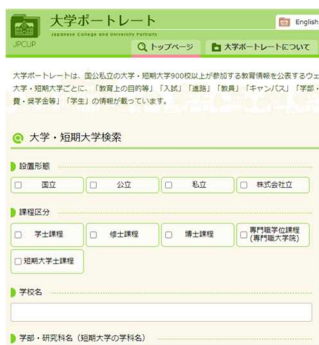 大学ポートレート
Japanese College and University Portraits
JPCUP
English
トップページ
大学ポートレートについて
大学ポートレートは、国公私立の大学・短期大学900校以上が参加する教育情報を公表するウェ
大学・短期大学ごとに、「教育上の目的等」「入試」「進路」「教員」「キャンパス」「学部・
費・奨学金等」「学生」の情報が載っています。
大学・短期大学検索
設置形態
国立
公立
私立
株式会社立
課程区分
学士課程
修士課程
博士課程
専門職学位課程
(専門職大学院)
短期大学士課程
学校名
学部・研究科名（短期大学の学科名）